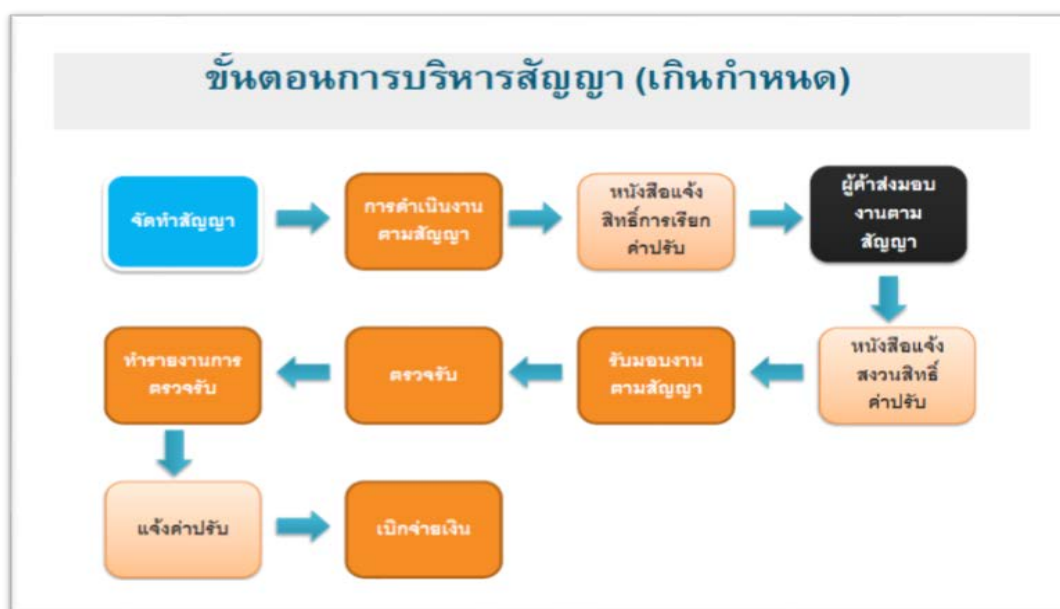 ขั้นตอนการบริหารสัญญา (เกินกำหนด)
จัดทำสัญญา
การดำเนินงาน
ตามสัญญา
หนังสือแจ้ง
สิทธิ์การเรียก
ค่าปรับ
ผู้ค้าส่งมอบ
งานตาม
สัญญา
หนังสือแจ้ง
สงวนสิทธิ์
ค่าปรับ
รับมอบงาน
ตามสัญญา
ตรวจรับ
ทำรายงานการ
ตรวจรับ
แจ้งค่าปรับ
เบิกจ่ายเงิน